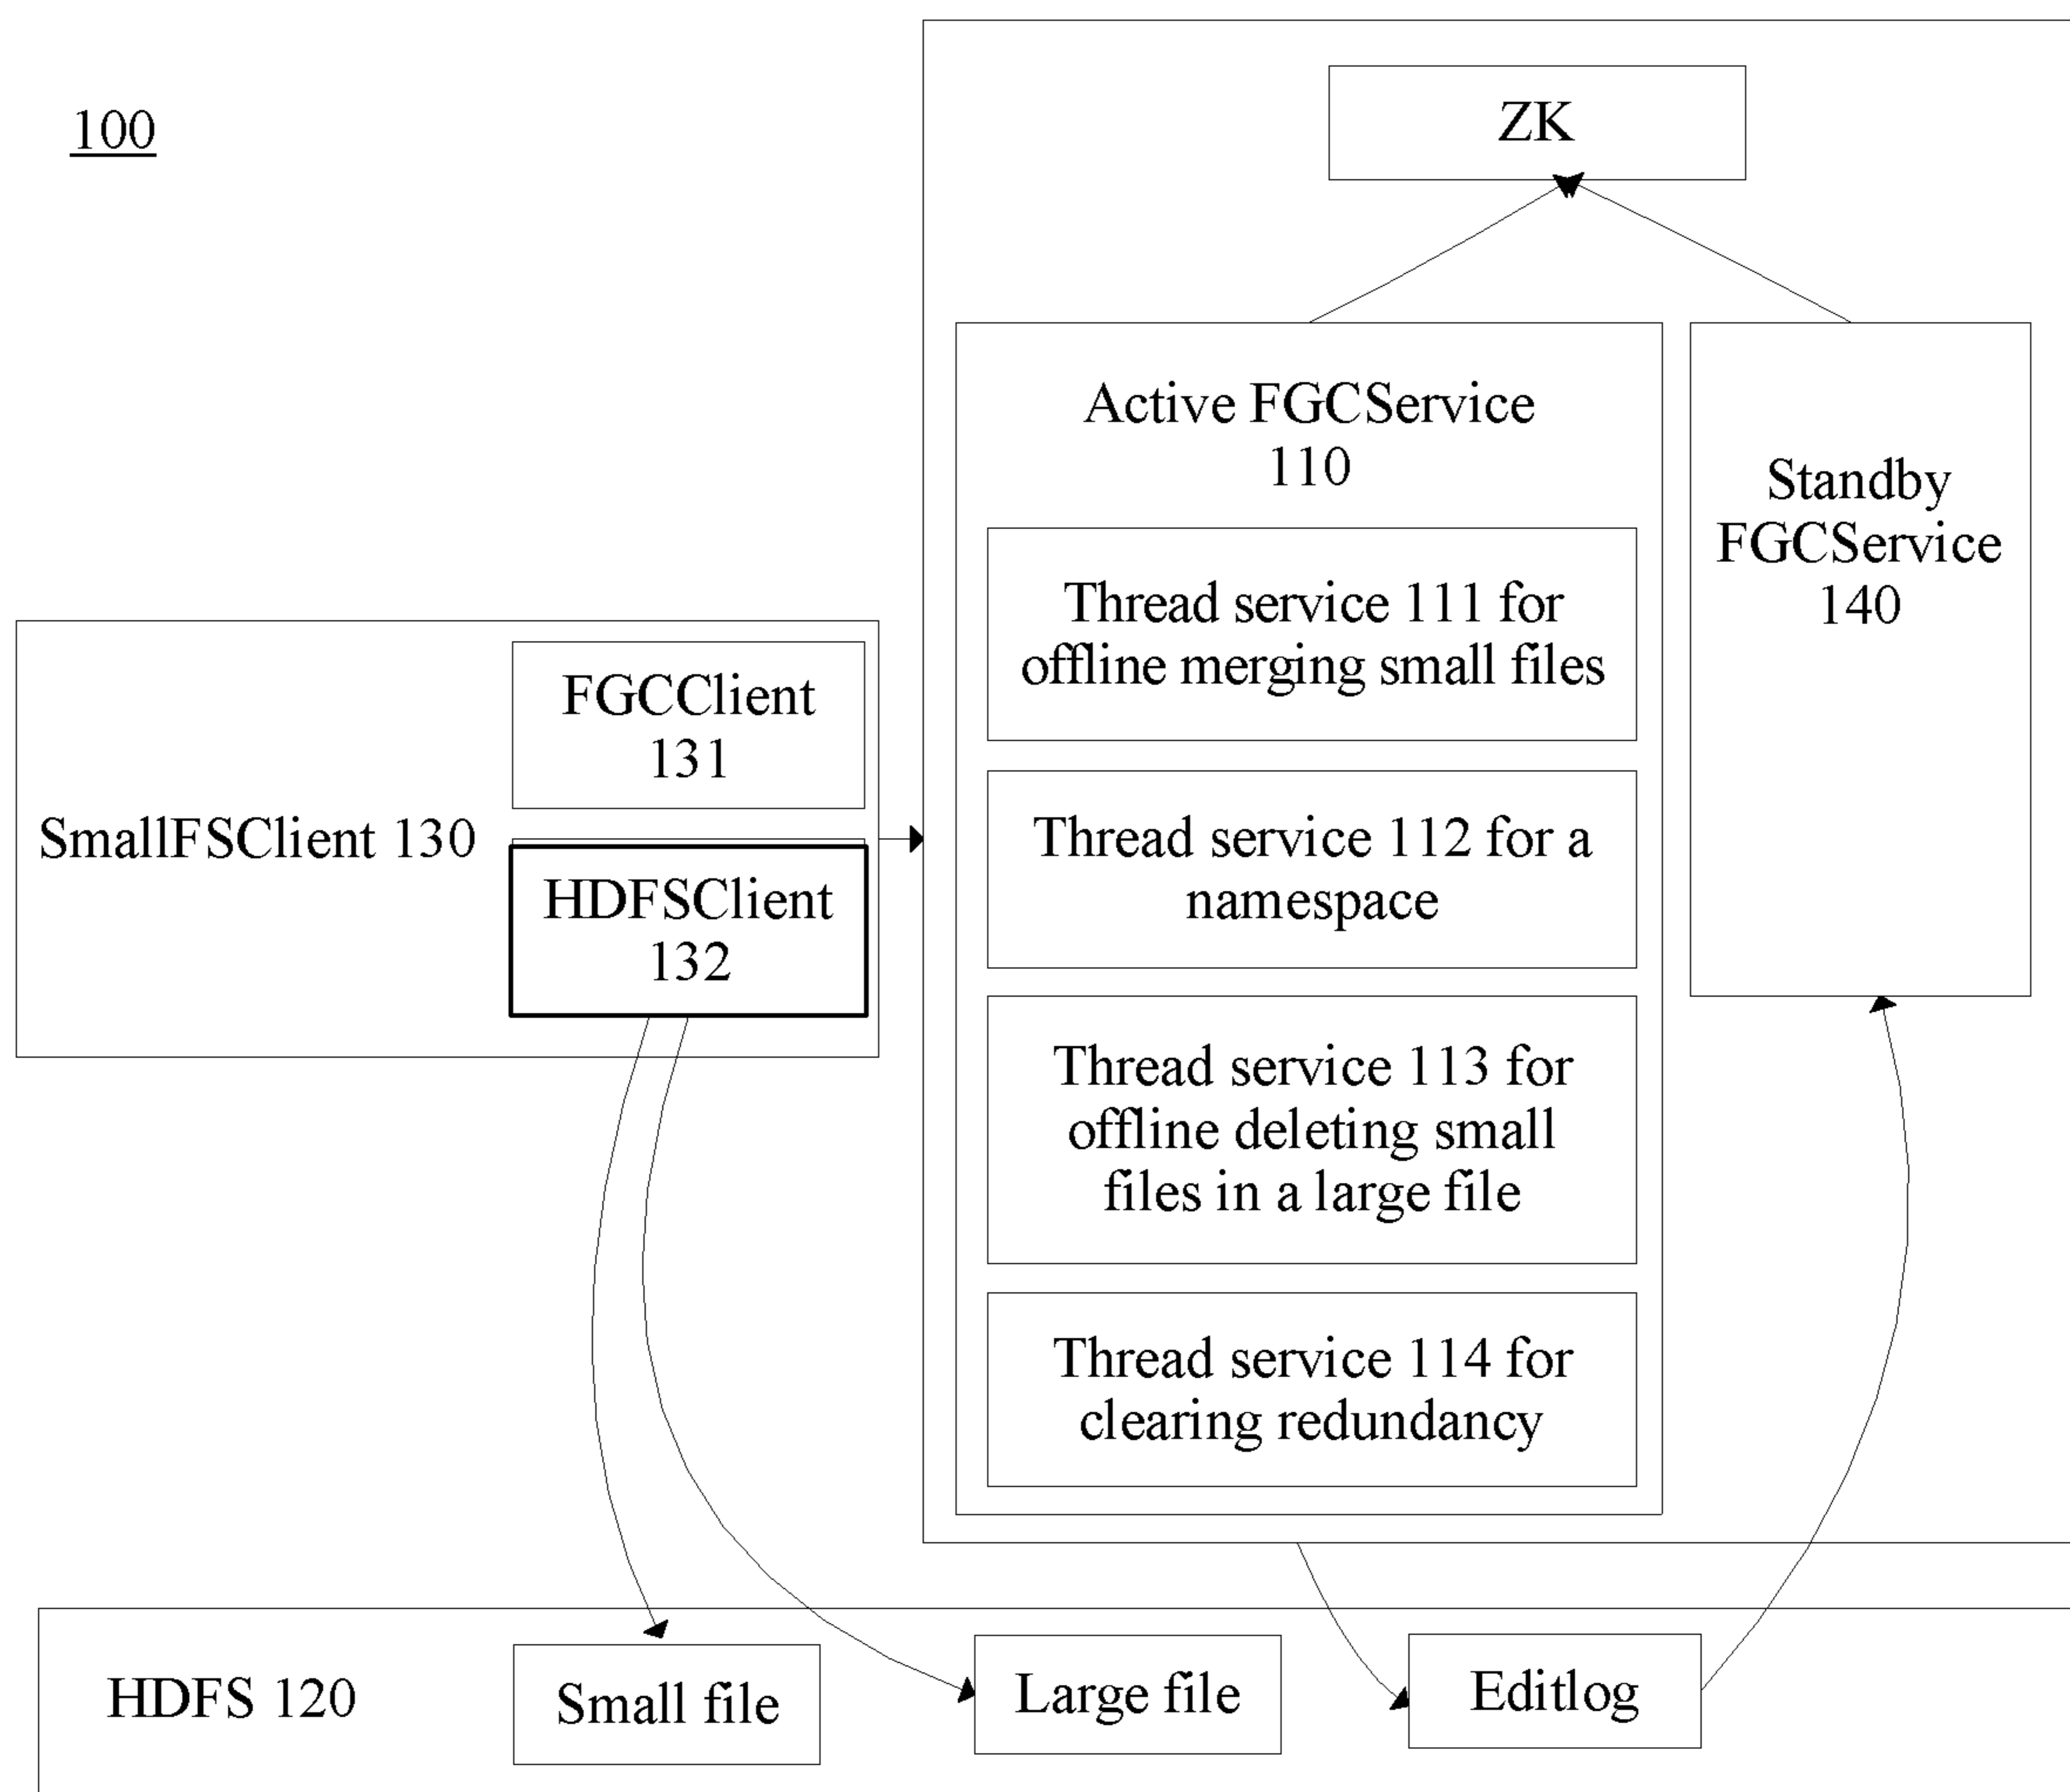 100
ZK
Active FGCService
110
Standby
FGCService
140
Thread service 111 for
offline merging small files
FGCClient
131
SmallFSClient 130
Thread service 112 for a
namespace
HDFSClient
132
Thread service 113 for
offline deleting small
files in a large file
Thread service 114 for
clearing redundancy
HDFS 120
Small file
Large file
Editlog